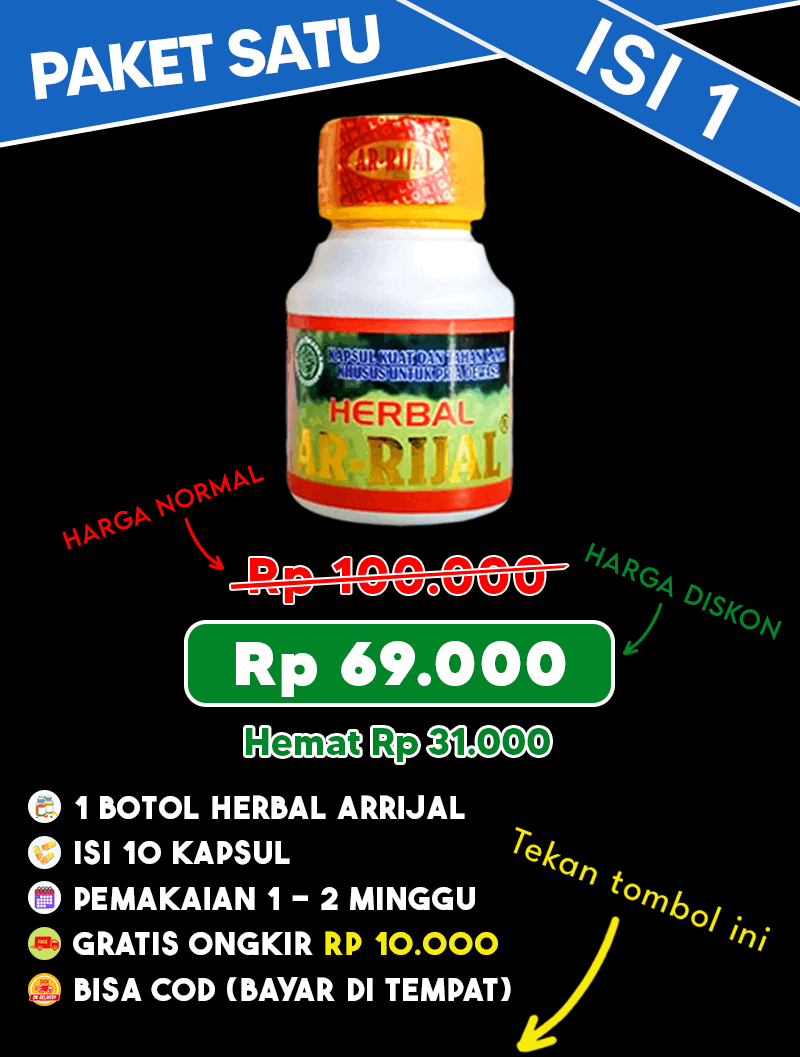 PAKET SATU
ISI 1
AR-RIJAL
KAPSUL KUAT DAN TAHAN LAMA
KHUSUS UNTUK PRIA DEWASA
HERBAL
AR-RIJAL®
HARGA NORMAL
Rp 100.000
HARGA DISKON
Rp 69.000
Hemat Rp 31.000
1 BOTOL HERBAL ARRIJAL
ISI 10 KAPSUL
PEMAKAIAN 1 – 2 MINGGU
FREE
GRATIS ONGKIR RP 10.000
BISA COD (BAYAR DI TEMPAT)
Tekan tombol ini